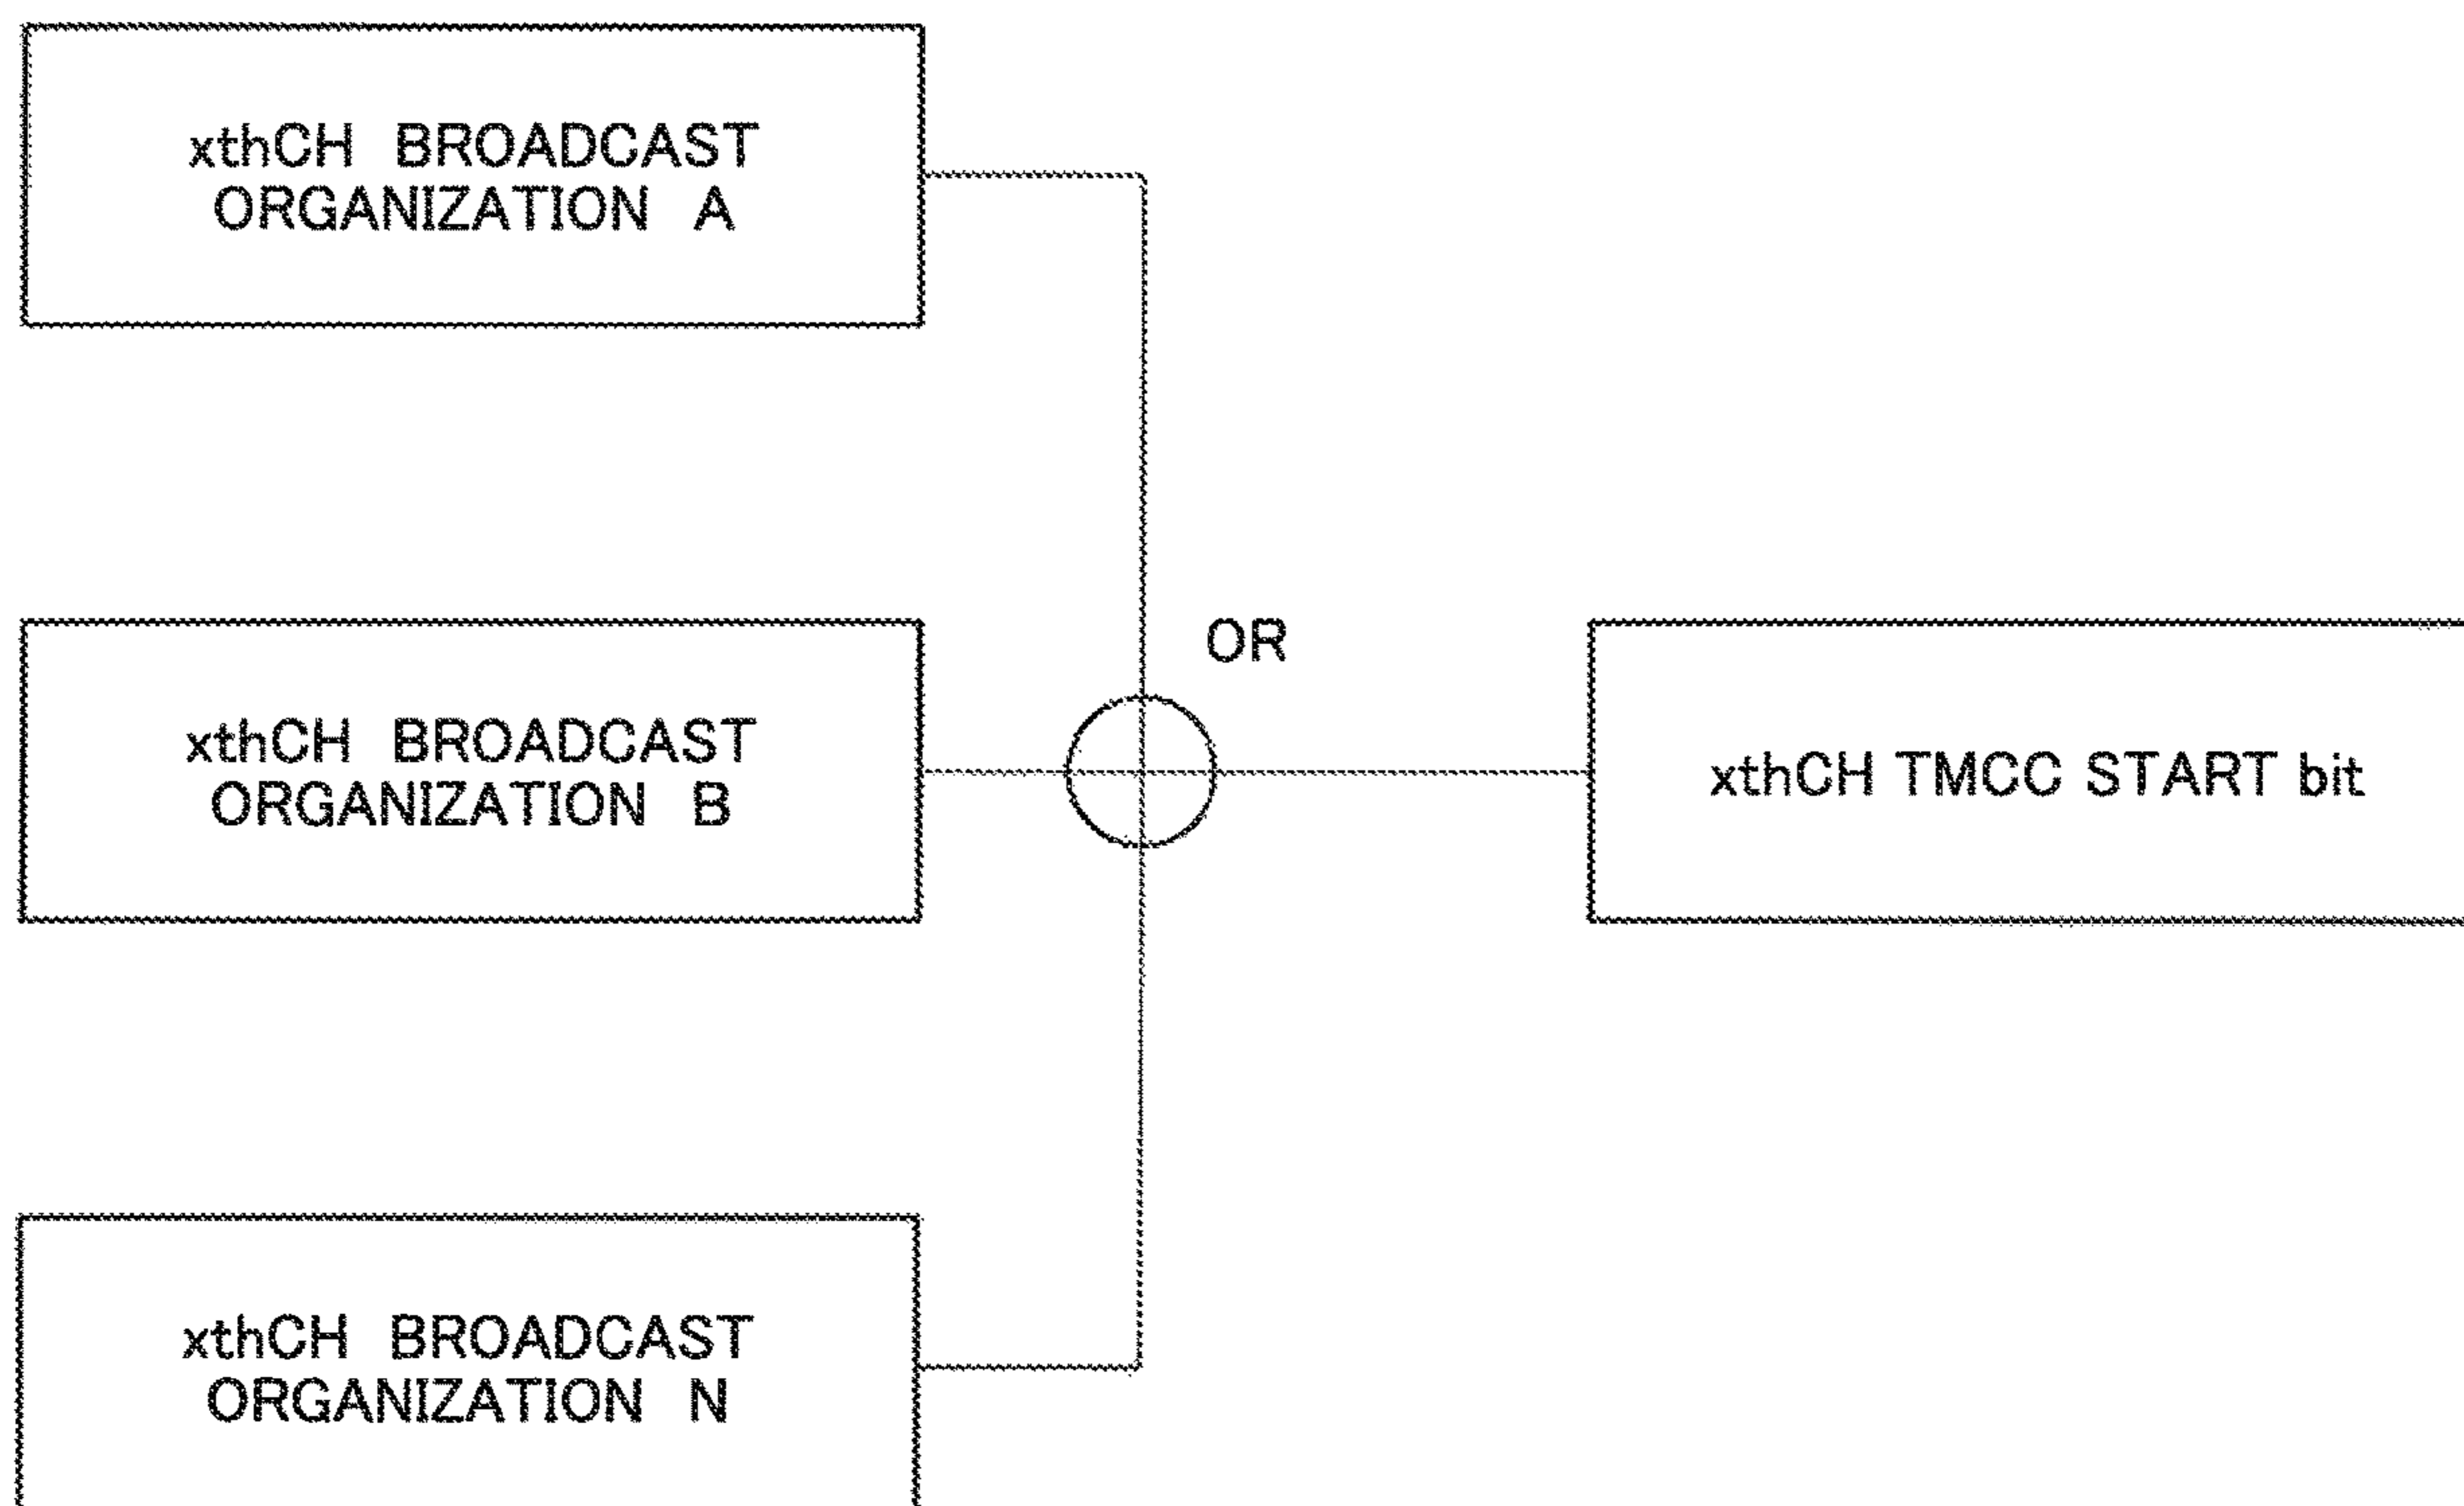 xthCH BROADCAST
ORGANIZATION A
OR
xthCH BROADCAST
ORGANIZATION B
xthCH TMCC START bit
xthCH BROADCAST
ORGANIZATION N